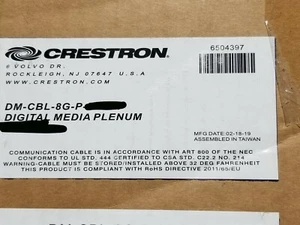 CRESTRON.
6 VOLVO DR.
ROCKLEIGH, NJ 07647 U.S.A
WWW.CRESTRON.COM
6504397
DM-CBL-8G-P
DIGITAL MEDIA PLENUM
MFG DATE: 02-18-19
ASSEMBLED IN TAIWAN
COMMUNICATION CABLE IS IN ACCORDANCE WITH ART 800 OF THE NEC
CONFORMS TO UL STD. 444 CERTIFIED TO CSA STD. C22.2 NO. 214
WARNING-CABLE MUST BE STORED/INSTALLED ABOVE 32 DEG FAHRENHEIT
THIS PRODUCT IS COMPLIANT WITH RoHS DIRECTIVE 2011/65/EU